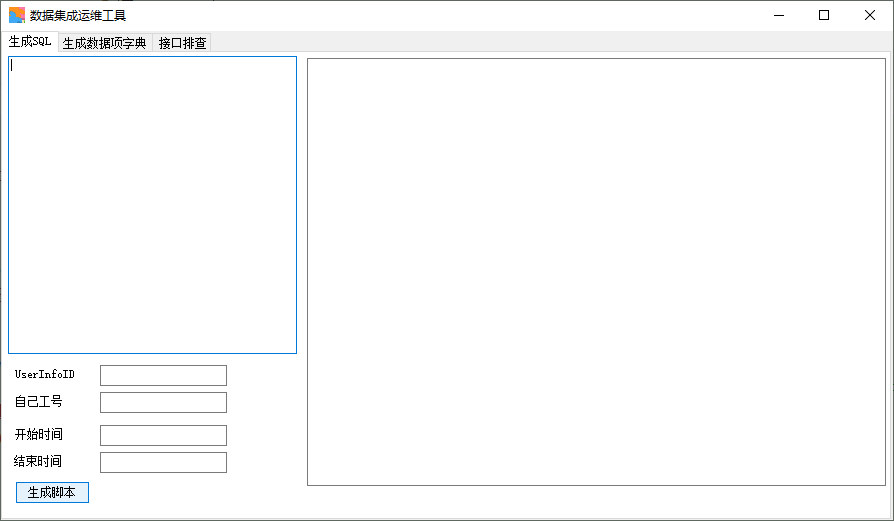 数据集成运维工具
生成SQL 生成数据项字典 接口排查
UserInfoID
自己工号
开始时间
结束时间
生成脚本